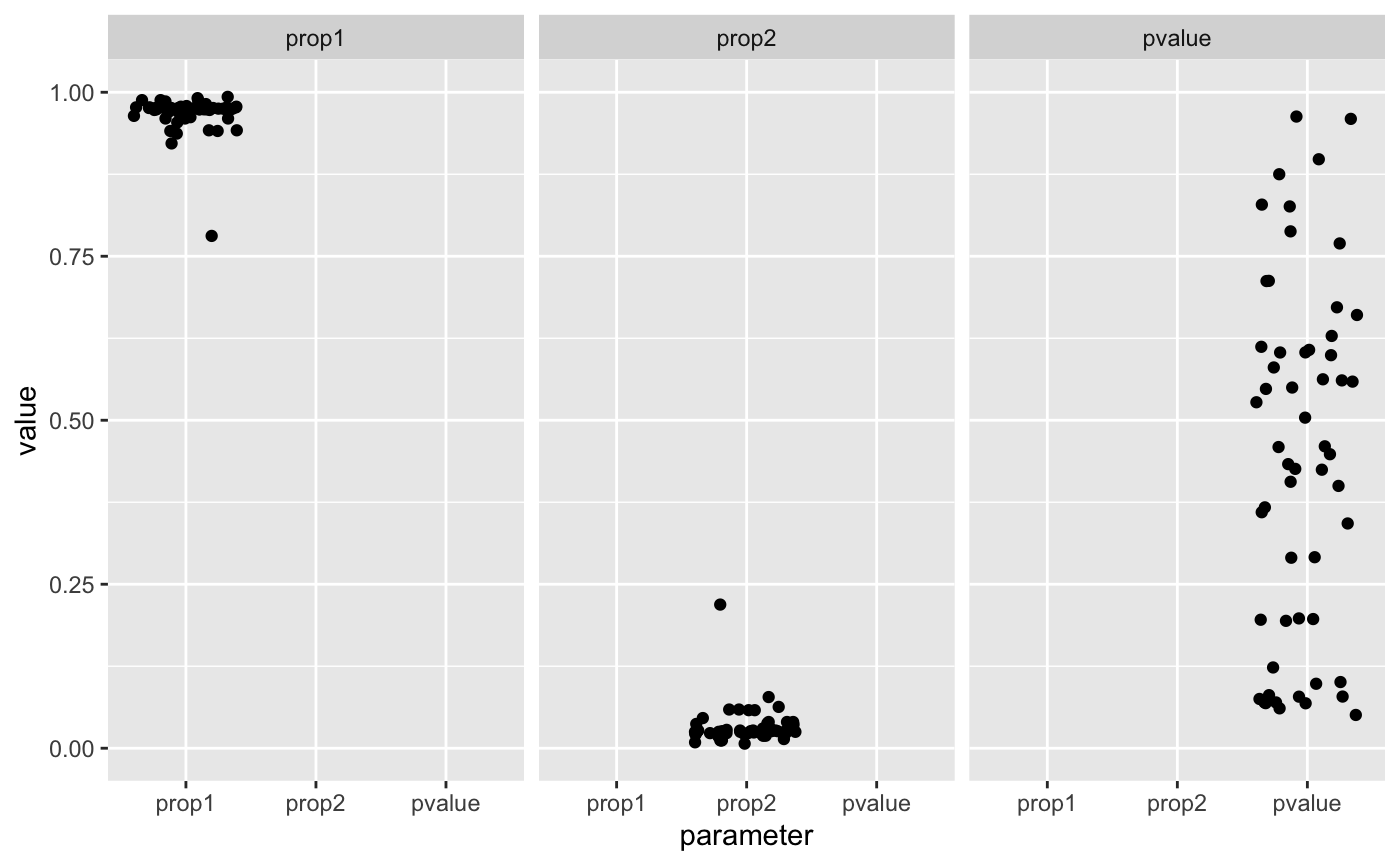 prop1 prop2 pvalue
1.00
0.75
0.50
0.25
0.00
value
prop1 prop2 pvalue prop1 prop2 pvalue prop1 prop2 pvalue
parameter